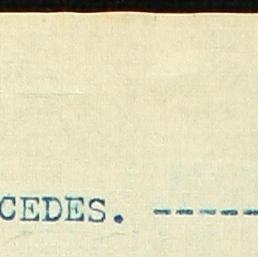 CEDES. -----